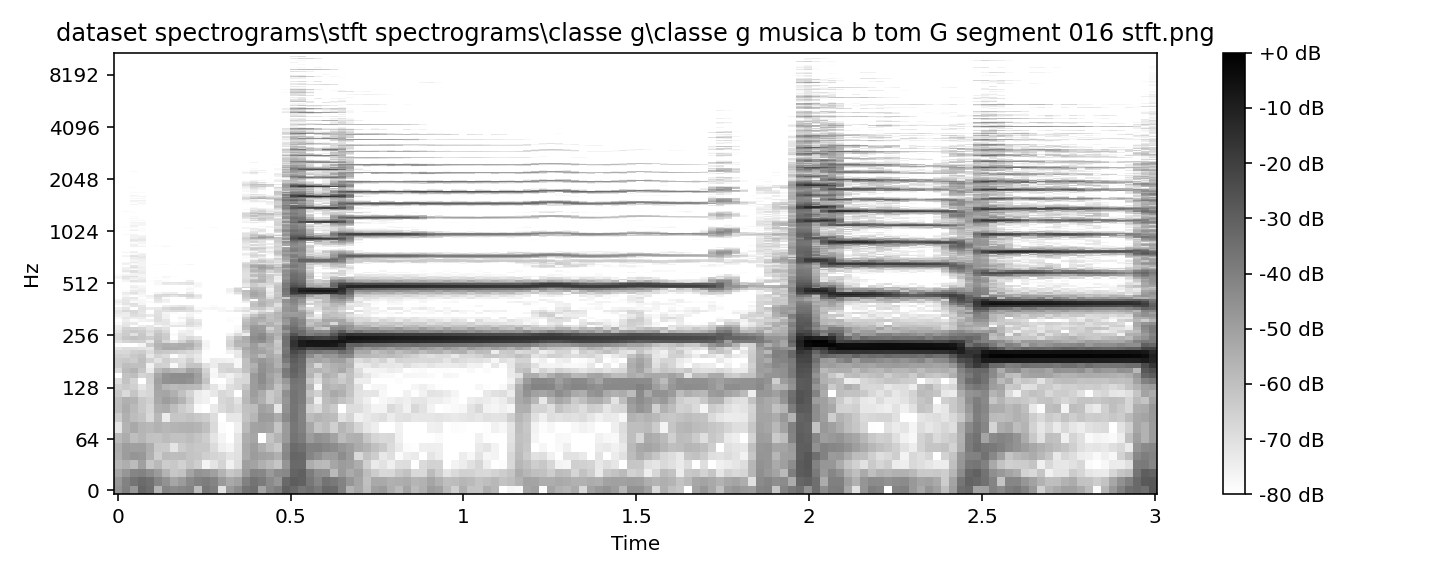 dataset spectrograms\stft spectrograms\classe g\classe g musica b tom G segment 016 stft.png
8192
4096
2048
1024
512
256
128
64
0
Hz
0
0.5
1
1.5
2
2.5
3
Time
+0 dB
-10 dB
-20 dB
-30 dB
-40 dB
-50 dB
-60 dB
-70 dB
-80 dB